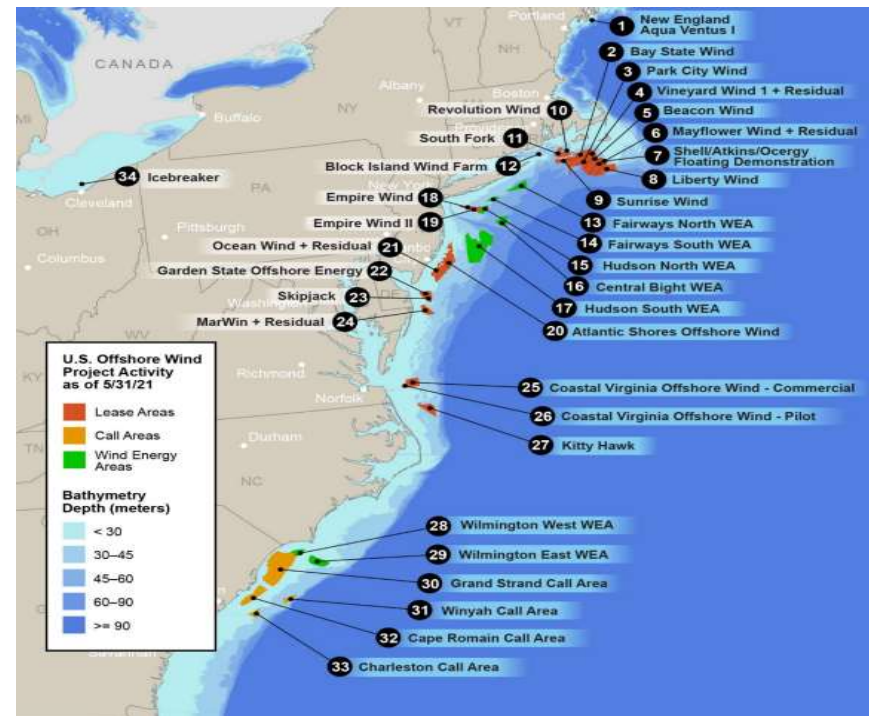 CANADA
VT
Portland
NH
1 New England
Aqua Ventus I
2 Bay State Wind
3 Park City Wind
4 Vineyard Wind 1 + Residual
5 Beacon Wind
6 Mayflower Wind + Residual
7 Shell/Atkins/Ocergy
Floating Demonstration
8 Liberty Wind
9 Sunrise Wind
Revolution Wind 10
South Fork 11
Block Island Wind Farm 12
13 Fairways North WEA
14 Fairways South WEA
15 Hudson North WEA
16 Central Bight WEA
17 Hudson South WEA
Empire Wind 18
Empire Wind II 19
20 Atlantic Shores Offshore Wind
Ocean Wind + Residual 21
Garden State Offshore Energy 22
Skipjack 23
MarWin + Residual 24
25 Coastal Virginia Offshore Wind - Commercial
26 Coastal Virginia Offshore Wind - Pilot
27 Kitty Hawk
28 Wilmington West WEA
29 Wilmington East WEA
30 Grand Strand Call Area
31 Winyah Call Area
32 Cape Romain Call Area
33 Charleston Call Area
34 Icebreaker
MI
Buffalo
Albany
Boston
NY
PA
New York
Cleveland
OH
Pittsburgh
Columbus
Washington
DE
WV
KY
Richmond
VA
Norfolk
TN
Durham
NC
Savannah
U.S. Offshore Wind
Project Activity
as of 5/31/21
Lease Areas
Call Areas
Wind Energy
Areas
Bathymetry
Depth (meters)
< 30
30–45
45–60
60–90
>= 90